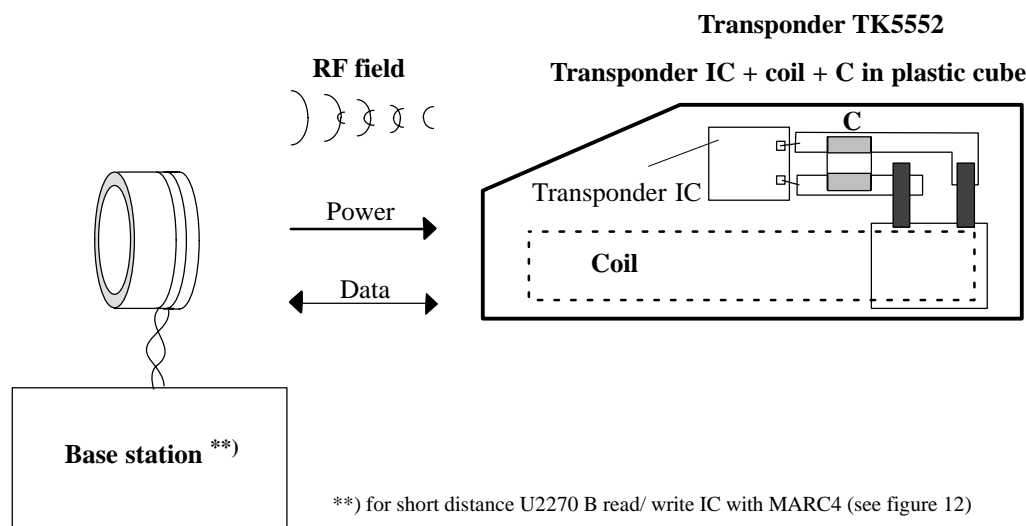 Transponder TK5552
RF field
Transponder IC + coil + C in plastic cube
C
Transponder IC
Power
Coil
Data
Base station **)
**) for short distance U2270 B read/ write IC with MARC4 (see figure 12)